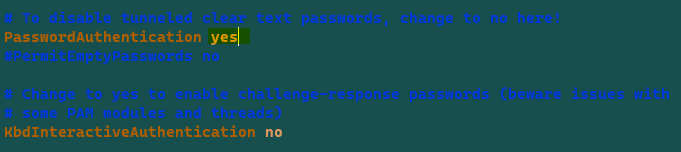 # To disable tunneled clear text passwords, change to no here!
PasswordAuthentication yes
#PermitEmptyPasswords no
# Change to yes to enable challenge-response passwords (beware issues with
# some PAM modules and threads)
KbdInteractiveAuthentication no